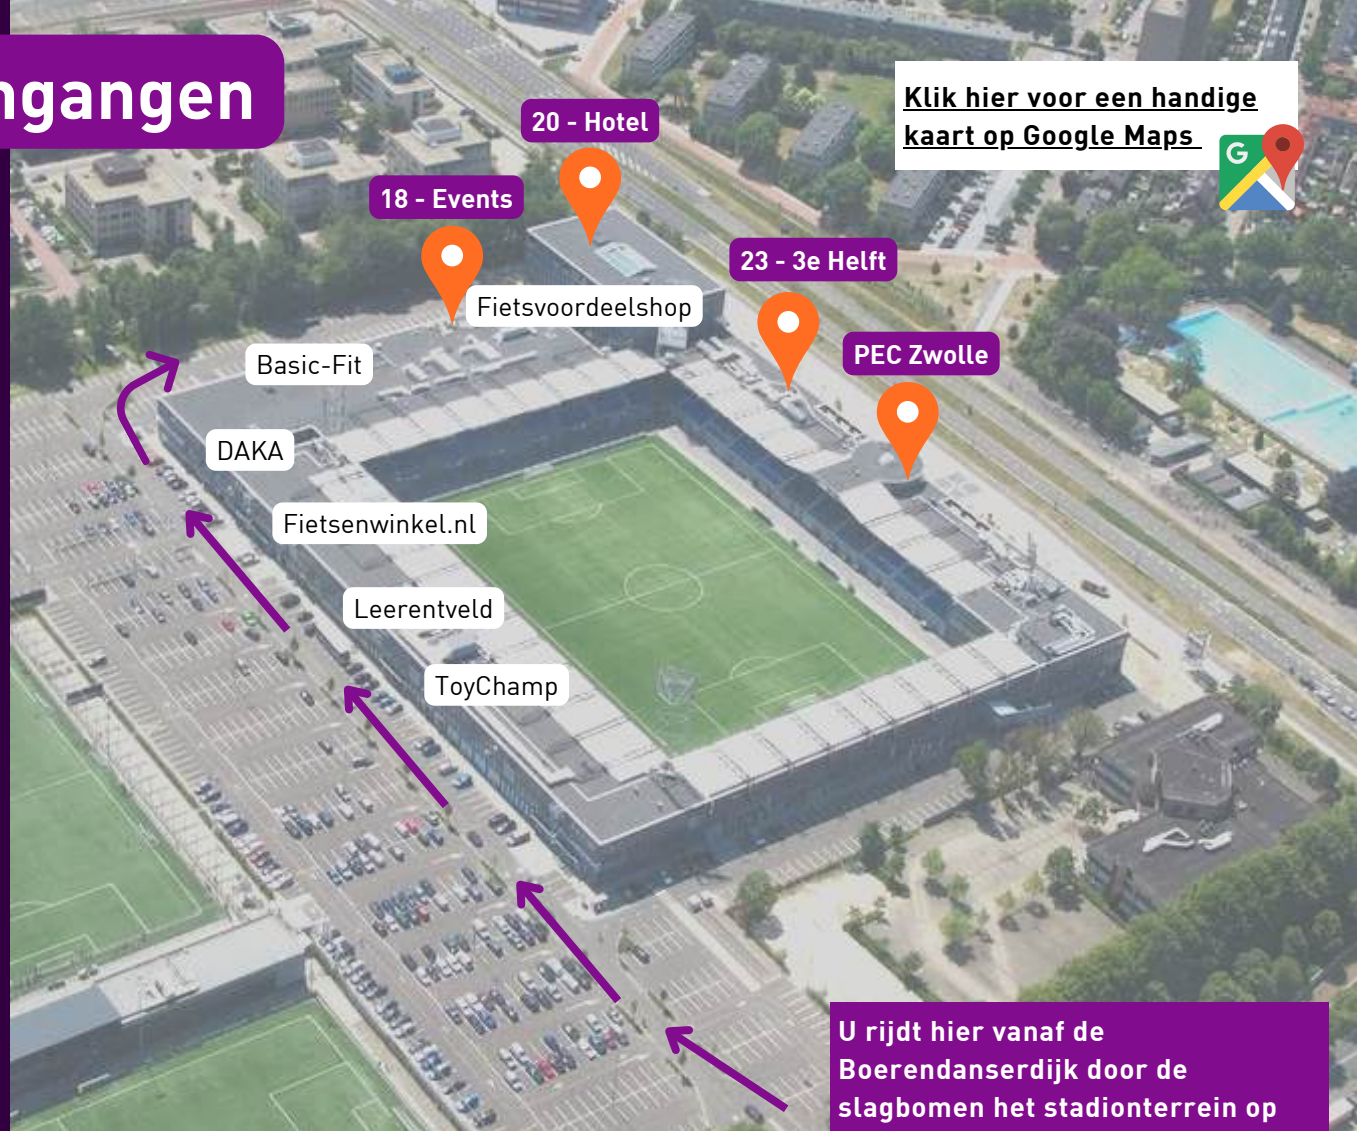 ngangen
Klik hier voor een handige
kaart op Google Maps
G
20 - Hotel
18 - Events
23 - 3e Helft
Fietsvoordeelshop
PEC Zwolle
Basic-Fit
DAKA
Fietsenwinkel.nl
Leerentveld
ToyChamp
U rijdt hier vanaf de
Boerendanserdijk door de
slagbomen het stadionterrein op